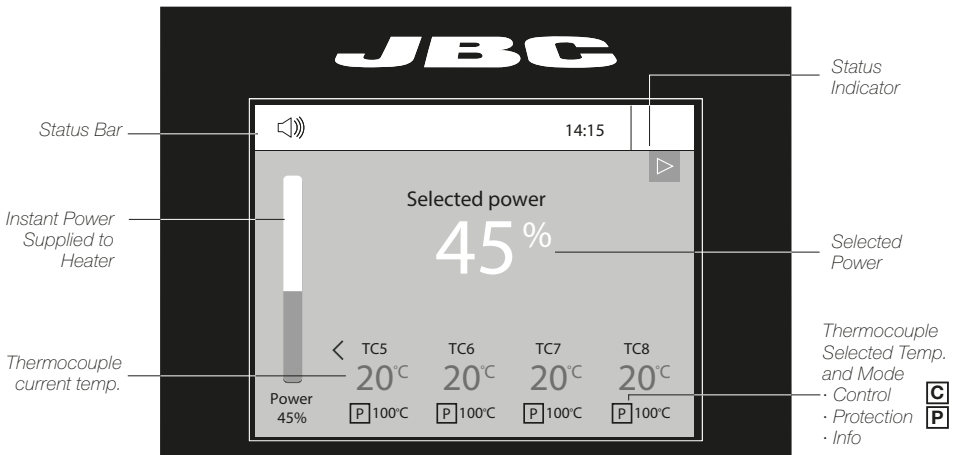 JBC
Status
Indicator
Status Bar
14:15
Selected power
45%
Instant Power
Supplied to
Heater
Selected
Power
Thermocouple
current temp.
TC5 TC6 TC7 TC8
20°C 20°C 20°C 20°C
P 100°C P 100°C P 100°C P 100°C
Power
45%
Thermocouple
Selected Temp.
and Mode
· Control C
· Protection P
· Info